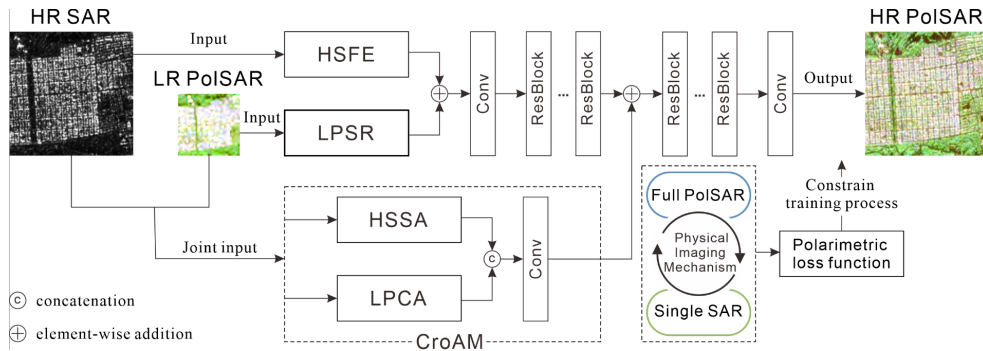 HR SAR
HR PolSAR
LR PolSAR
Input
Input
HSFE
LPSR
Conv
ResBlock
...
ResBlock
ResBlock
...
ResBlock
Conv
Output
Joint input
HSSA
LPCA
c
Conv
CroAM
Full PolSAR
Physical
Imaging
Mechanism
Single SAR
Constrain
training process
Polarimetric
loss function
c concatenation
element-wise addition